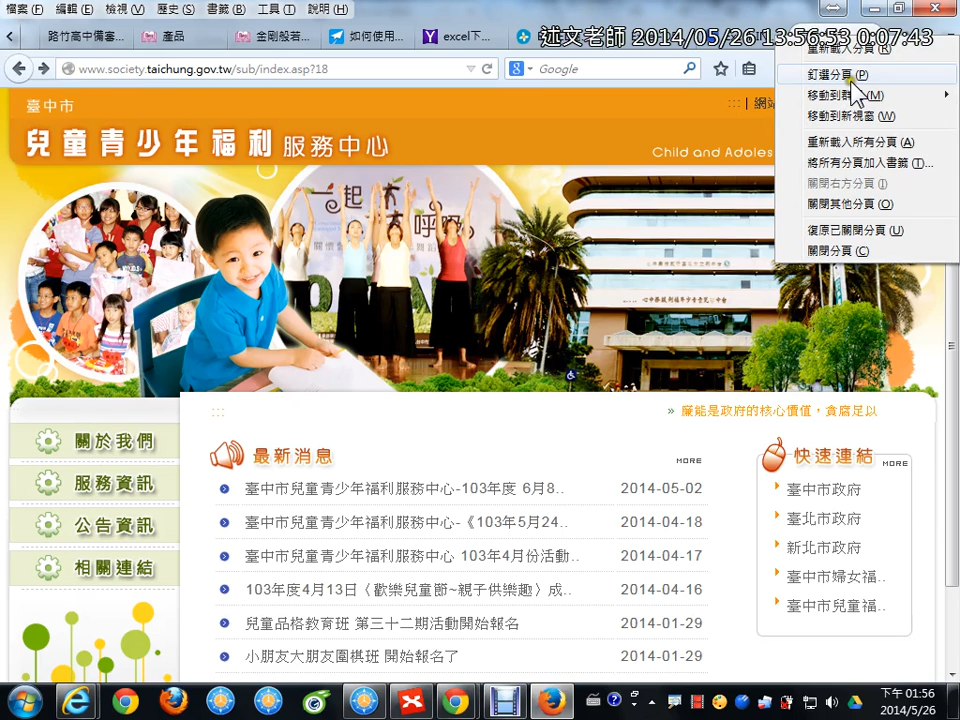 檔案 (F) 編輯 (E) 檢視 (V) 歷史 (S) 書籤 (B) 工具 (T) 說明 (H)
路竹高中備審... 產品 金剛般若... 如何使用... excel下...
述文老師 2014/05/26 13:56:53 0:07:43
www.society.taichung.gov.tw/sub/index.asp?18
Google
重新載入分頁 (R)
釘選分頁 (P)
移動到群 (M)
移動到新視窗 (W)
重新載入所有分頁 (A)
將所有分頁加入書籤 (T)...
關閉右方分頁 (I)
關閉其他分頁 (O)
復原已關閉分頁 (U)
關閉分頁 (C)
臺中市
::: | 網站
兒童青少年福利服務中心
Child and Adoles
一起 大 呼吸
:::
» 廉能是政府的核心價值，貪腐足以
關於我們
服務資訊
公告資訊
相關連結
最新消息
MORE
臺中市兒童青少年福利服務中心-103年度 6月8.. 2014-05-02
臺中市兒童青少年福利服務中心-《103年5月24.. 2014-04-18
臺中市兒童青少年福利服務中心 103年4月份活動.. 2014-04-17
103年度4月13日〈歡樂兒童節~親子供樂趣〉成.. 2014-04-16
兒童品格教育班 第三十二期活動開始報名 2014-01-29
小朋友大朋友圍棋班 開始報名了 2014-01-29
快速連結
MORE
臺中市政府
臺北市政府
新北市政府
臺中市婦女福..
臺中市兒童福..
下午 01:56
2014/5/26